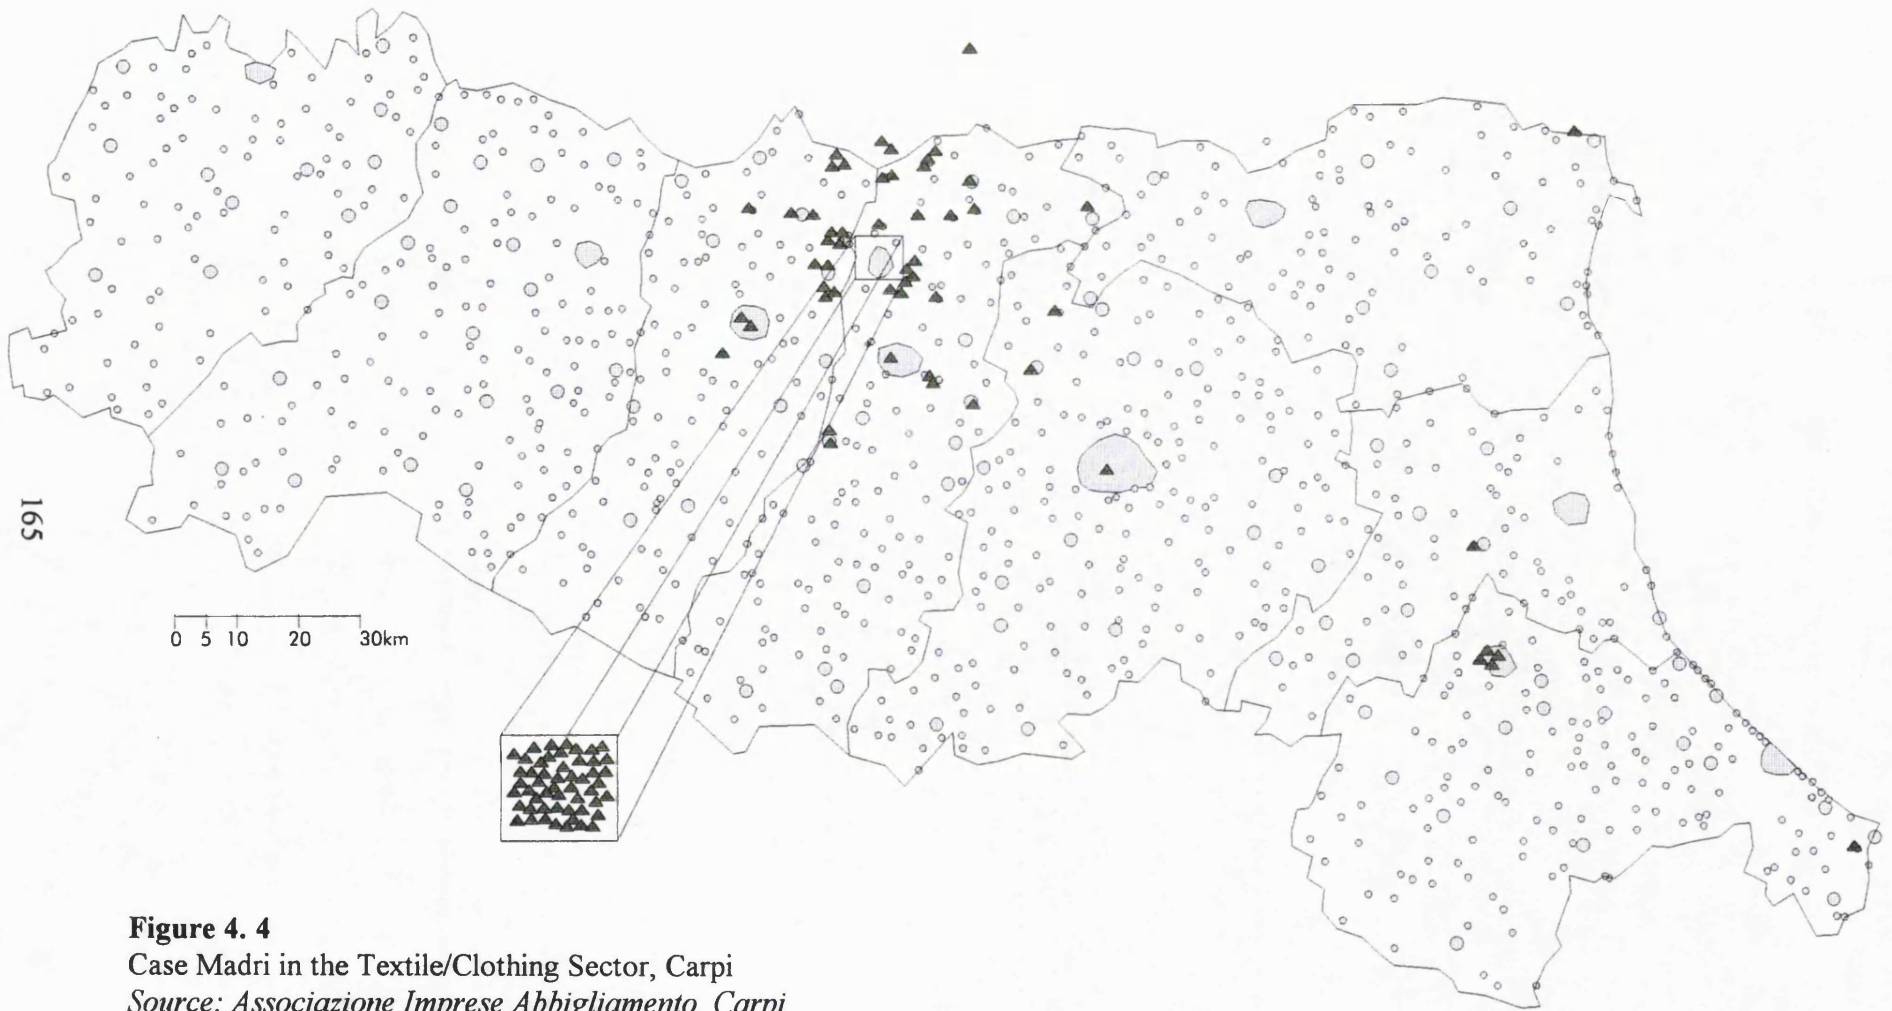 165
0 5 10 20 30km
Figure 4. 4
Case Madri in the Textile/Clothing Sector, Carpi
Source: Associazione Imprese Abbigliamento, Carpi